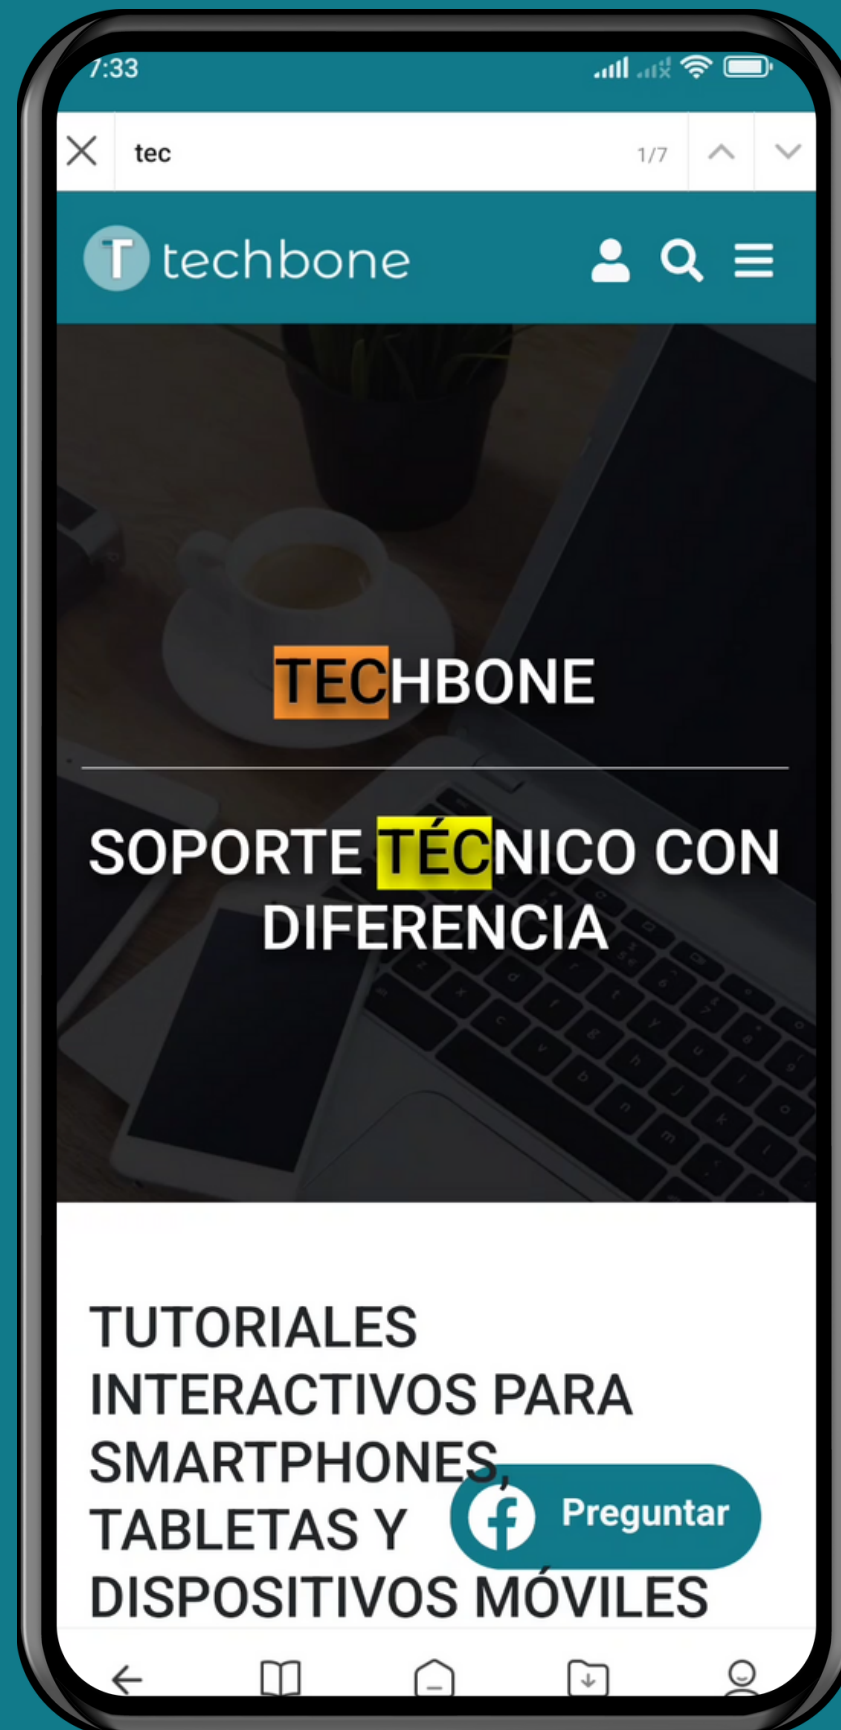 7:33
tec
1/7
T techbone
TECHBONE
SOPORTE TÉCNICO CON
DIFERENCIA
TUTORIALES
INTERACTIVOS PARA
SMARTPHONES,
TABLETAS Y
Preguntar
DISPOSITIVOS MÓVILES